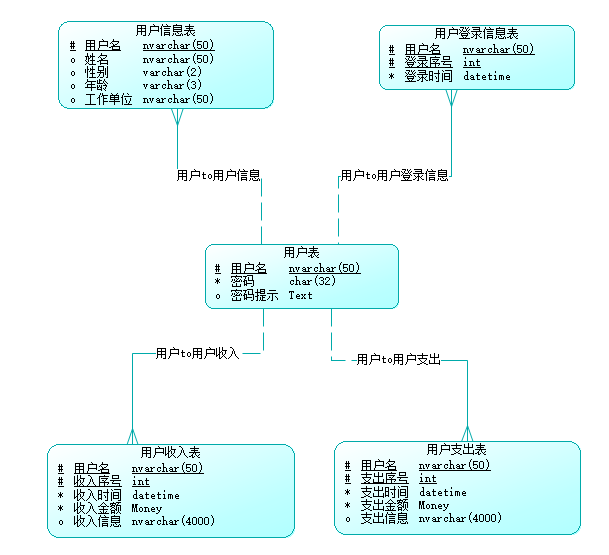 用户信息表
# 用户名 nvarchar(50)
o 姓名 nvarchar(50)
o 性别 varchar(2)
o 年龄 varchar(3)
o 工作单位 nvarchar(50)
用户登录信息表
# 用户名 nvarchar(50)
# 登录序号 int
* 登录时间 datetime
用户to用户信息
用户to用户登录信息
用户表
# 用户名 nvarchar(50)
* 密码 char(32)
o 密码提示 Text
用户to用户收入
用户to用户支出
用户收入表
# 用户名 nvarchar(50)
# 收入序号 int
* 收入时间 datetime
* 收入金额 Money
o 收入信息 nvarchar(4000)
用户支出表
# 用户名 nvarchar(50)
# 支出序号 int
* 支出时间 datetime
* 支出金额 Money
o 支出信息 nvarchar(4000)